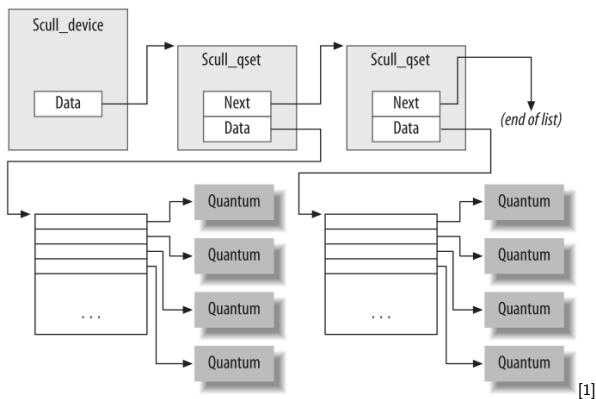 Scull_device
Data
Scull_qset
Next
Data
Scull_qset
Next
Data
(end of list)
Quantum
Quantum
Quantum
Quantum
. . .
Quantum
Quantum
Quantum
Quantum
. . .
[1]